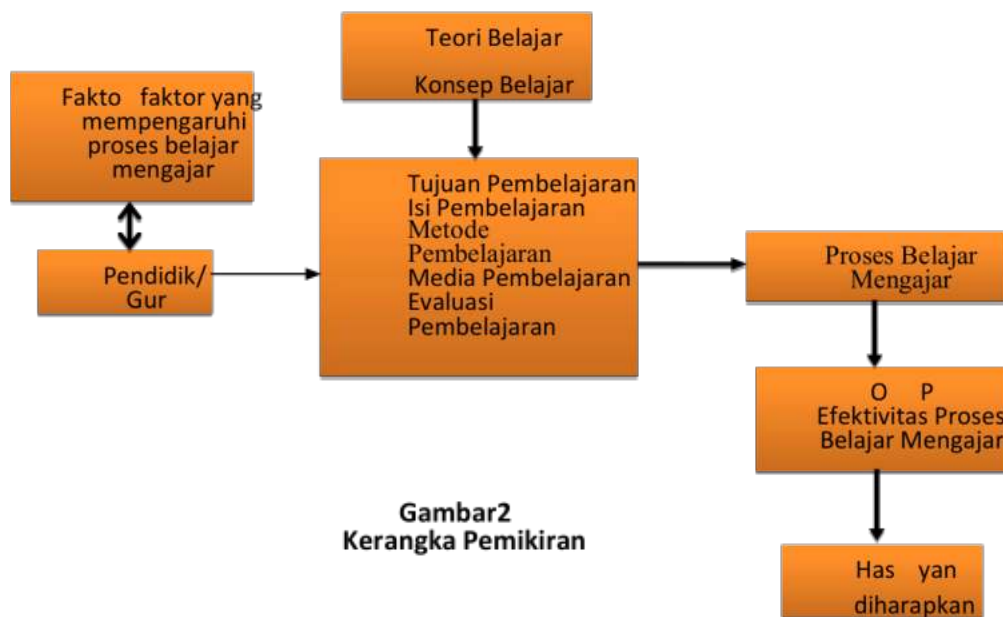 Teori Belajar
Konsep Belajar
Fakto faktor yang
mempengaruhi
proses belajar
mengajar
Pendidik/
Gur
Tujuan Pembelajaran
Isi Pembelajaran
Metode
Pembelajaran
Media Pembelajaran
Evaluasi
Pembelajaran
Proses Belajar
Mengajar
O P
Efektivitas Proses
Belajar Mengajar
Has yan
diharapkan
Gambar2
Kerangka Pemikiran